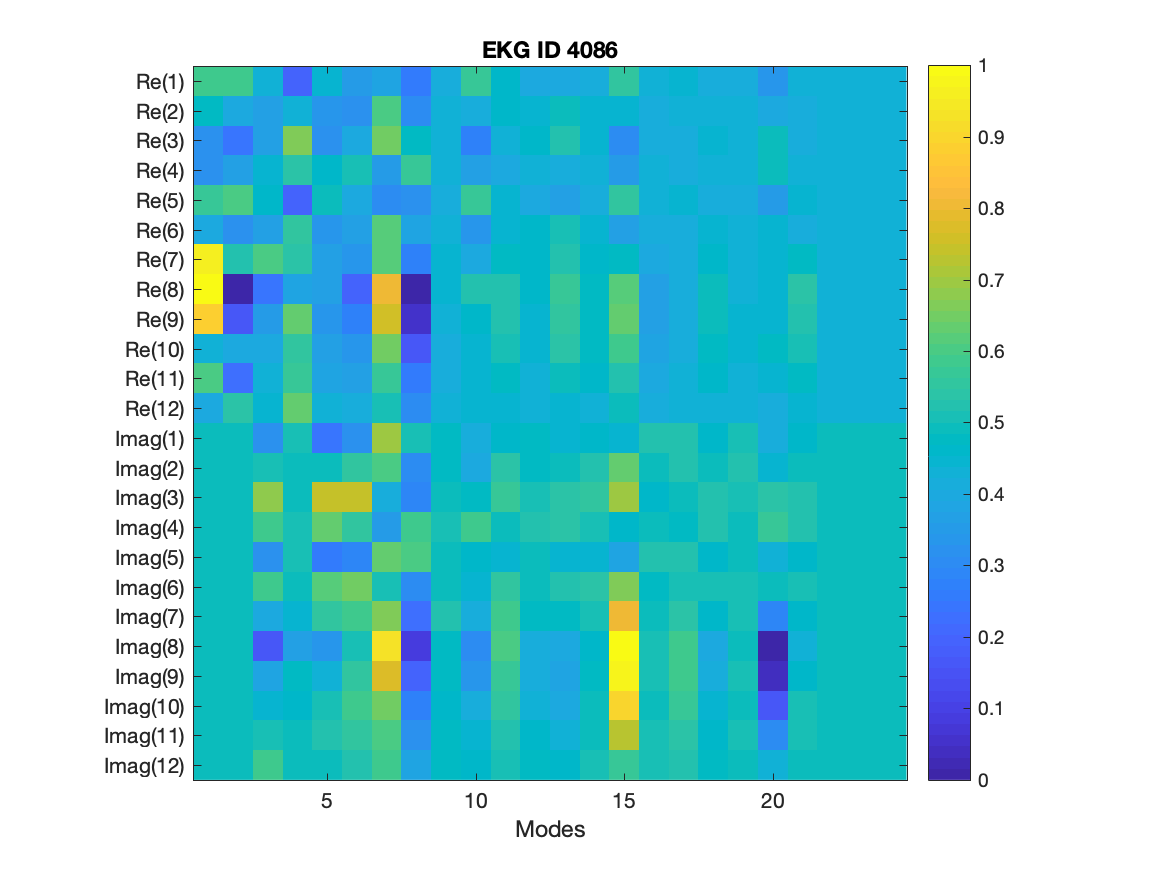 EKG ID 4086
Re(1)
Re(2)
Re(3)
Re(4)
Re(5)
Re(6)
Re(7)
Re(8)
Re(9)
Re(10)
Re(11)
Re(12)
Imag(1)
Imag(2)
Imag(3)
Imag(4)
Imag(5)
Imag(6)
Imag(7)
Imag(8)
Imag(9)
Imag(10)
Imag(11)
Imag(12)
5 10 15 20
Modes
1
0.9
0.8
0.7
0.6
0.5
0.4
0.3
0.2
0.1
0